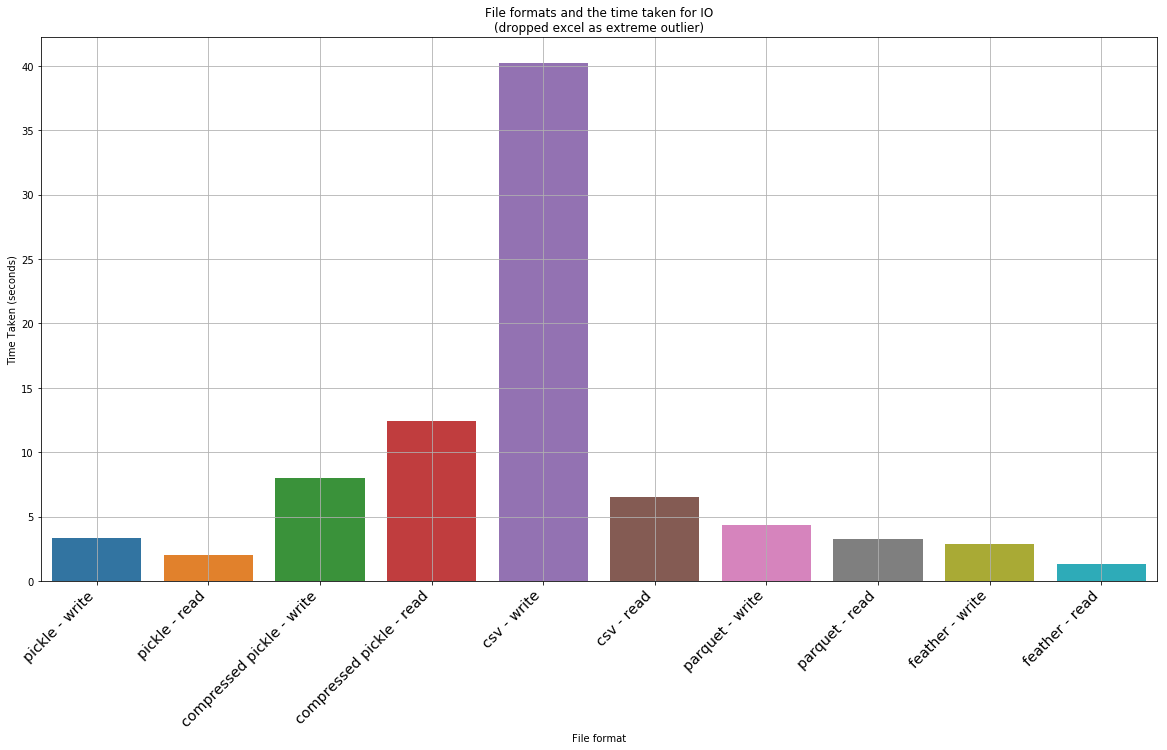 File formats and the time taken for IO
(dropped excel as extreme outlier)
Time Taken (seconds)
40
35
30
25
20
15
10
5
0
pickle - write
pickle - read
compressed pickle - write
compressed pickle - read
csv - write
csv - read
parquet - write
parquet - read
feather - write
feather - read
File format